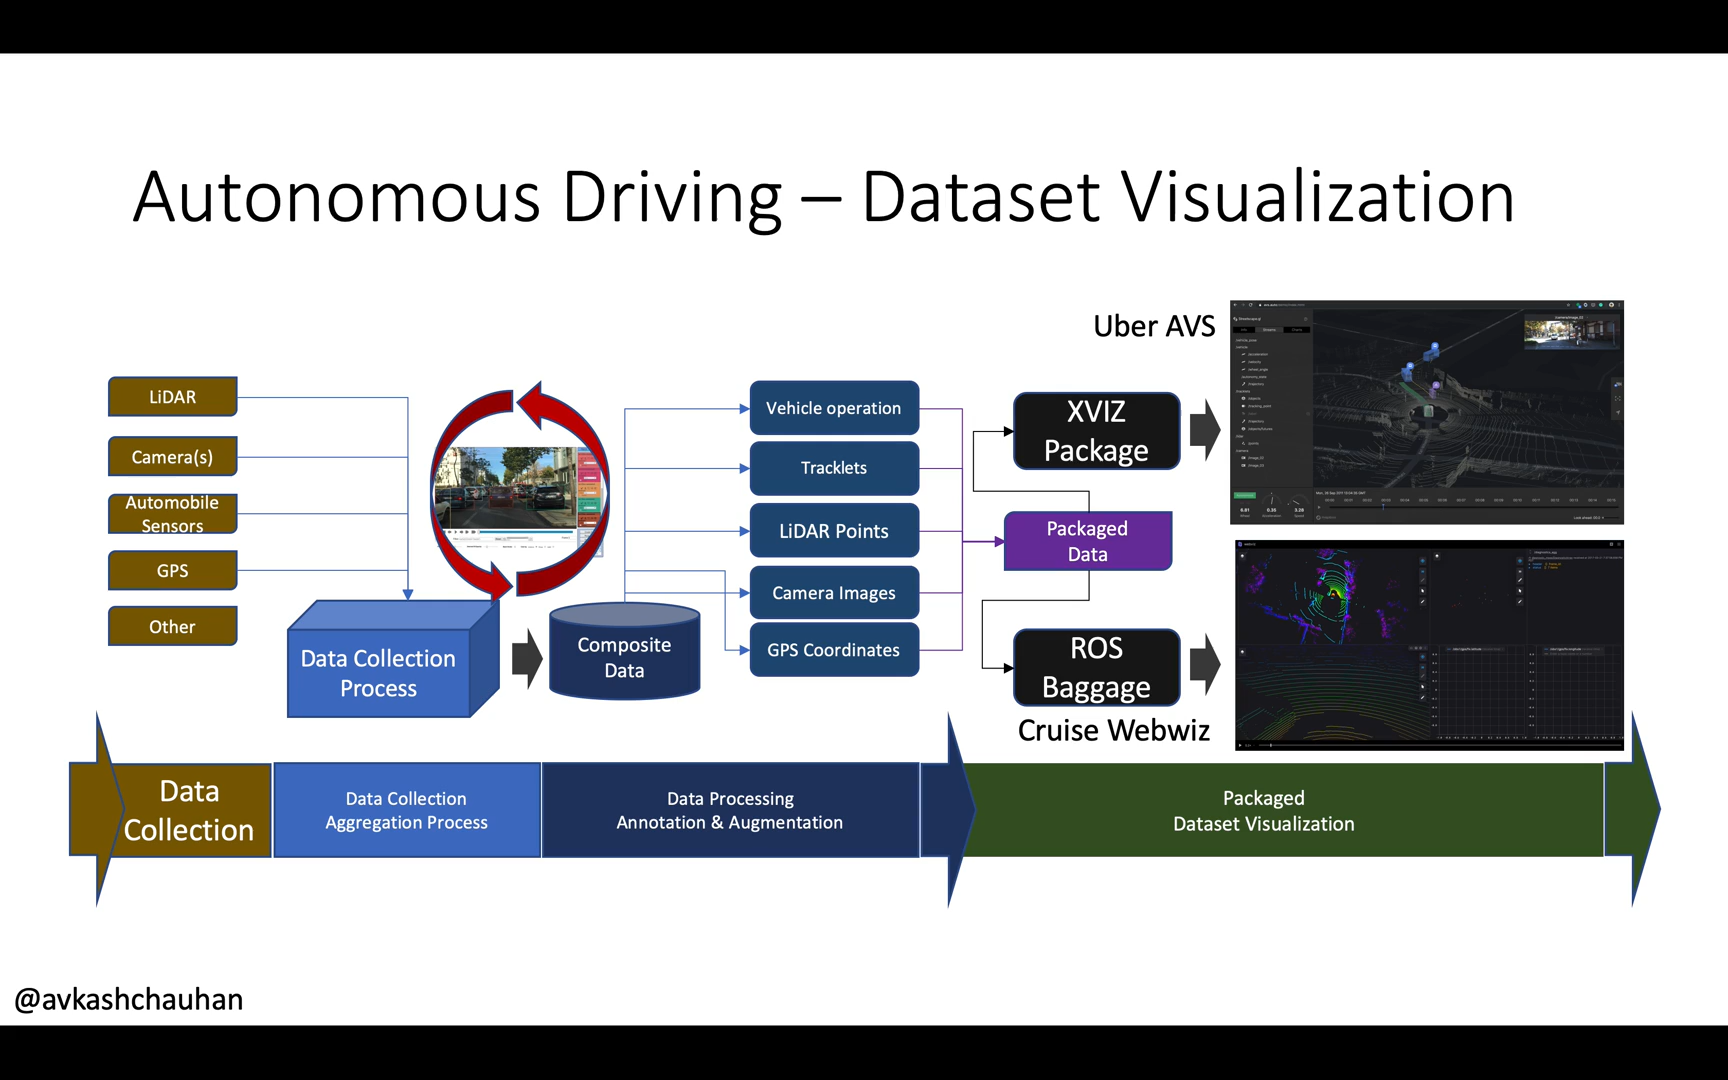 Autonomous Driving – Dataset Visualization
Uber AVS
LiDAR
Camera(s)
Automobile
Sensors
GPS
Other
Data Collection
Process
Composite
Data
Vehicle operation
Tracklets
LiDAR Points
Camera Images
GPS Coordinates
XVIZ
Package
Packaged
Data
ROS
Baggage
Cruise Webwiz
Data
Collection
Data Collection
Aggregation Process
Data Processing
Annotation & Augmentation
Packaged
Dataset Visualization
@avkashchauhan